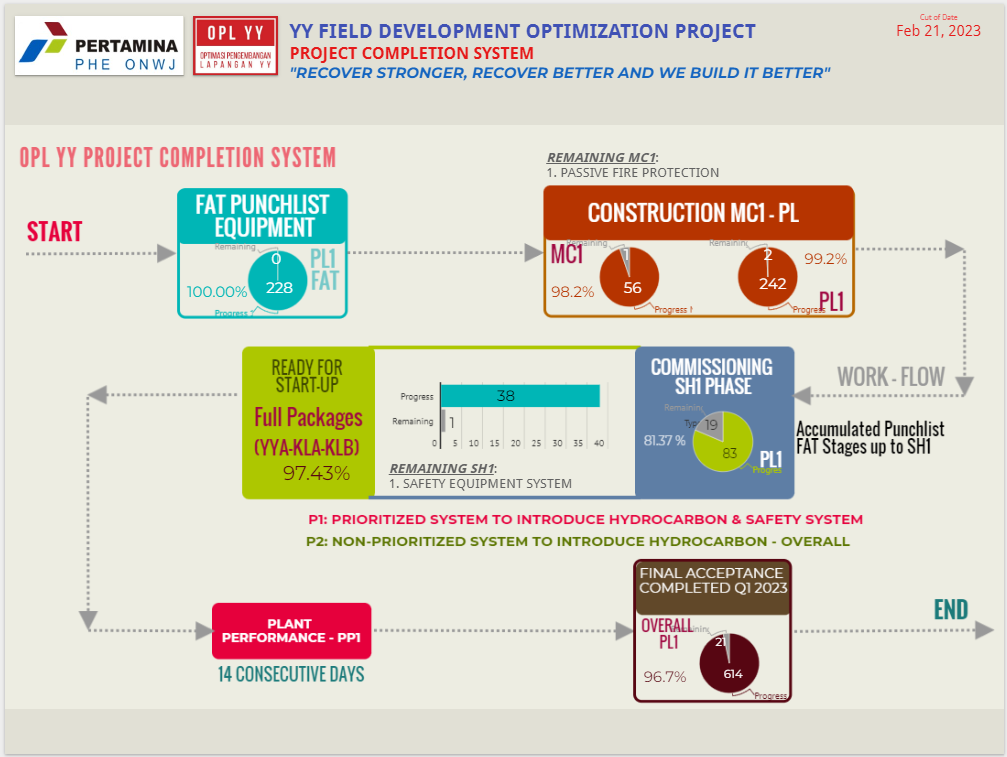 PERTAMINA
PHE ONWJ
OPL YY
OPTIMASI PENGEMBANGAN
LAPANGAN YY
YY FIELD DEVELOPMENT OPTIMIZATION PROJECT
PROJECT COMPLETION SYSTEM
"RECOVER STRONGER, RECOVER BETTER AND WE BUILD IT BETTER"
Cut of Date
Feb 21, 2023
OPL YY PROJECT COMPLETION SYSTEM
REMAINING MC1:
1. PASSIVE FIRE PROTECTION
START
FAT PUNCHLIST
EQUIPMENT
Remaining
0
PL1
FAT
100.00%
228
Progress
CONSTRUCTION MC1 - PL
MC1
Remaining
1
98.2%
56
Progress
Remaining
2
99.2%
242
PL1
Progress
WORK - FLOW
READY FOR
START-UP
Full Packages
(YYA-KLA-KLB)
97.43%
Progress
38
Remaining
1
0 5 10 15 20 25 30 35 40
REMAINING SH1:
1. SAFETY EQUIPMENT SYSTEM
COMMISSIONING
SH1 PHASE
Remaining
19
81.37 %
83
PL1
Progres
Accumulated Punchlist
FAT Stages up to SH1
P1: PRIORITIZED SYSTEM TO INTRODUCE HYDROCARBON & SAFETY SYSTEM
P2: NON-PRIORITIZED SYSTEM TO INTRODUCE HYDROCARBON - OVERALL
FINAL ACCEPTANCE
COMPLETED Q1 2023
OVERALL
PL1
21
96.7%
614
Progress
PLANT
PERFORMANCE - PP1
14 CONSECUTIVE DAYS
END